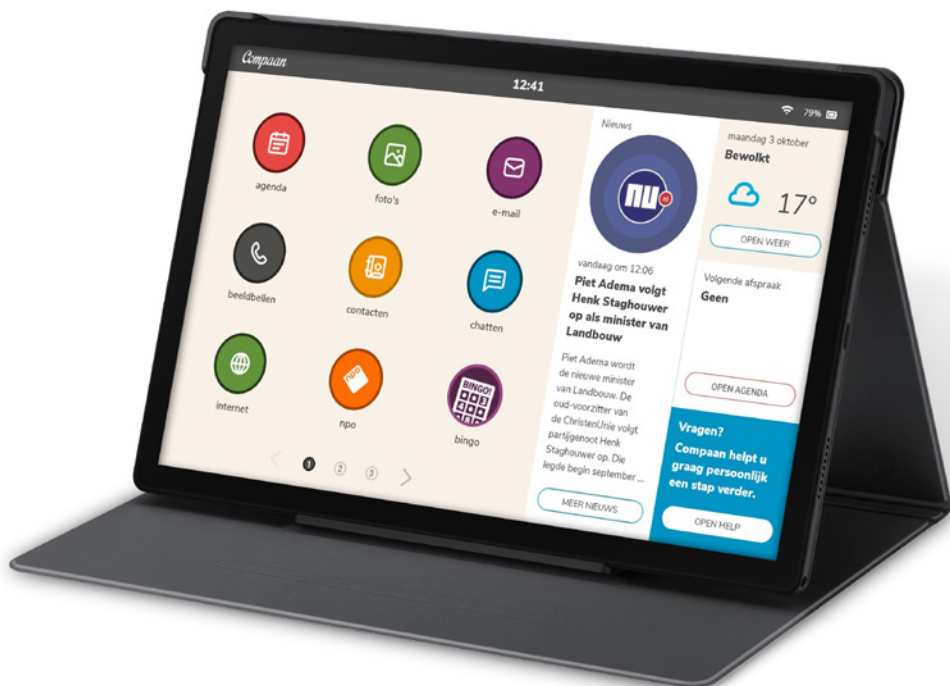 Compaan
12:41
79%
agenda
foto's
e-mail
beeldbellen
contacten
chatten
internet
npo
npo
BINGO!
bingo
1
2
3
Nieuws
nu
nl
vandaag om 12:06
Piet Adema volgt
Henk Staghouwer
op als minister van
Landbouw
Piet Adema wordt
de nieuwe minister
van Landbouw. De
oud-voorzitter van
de ChristenUnie volgt
partijgenoot Henk
Staghouwer op. Die
legde begin september ...
MEER NIEUWS
maandag 3 oktober
Bewolkt
17°
OPEN WEER
Volgende afspraak
Geen
OPEN AGENDA
Vragen?
Compaan helpt u
graag persoonlijk
een stap verder.
OPEN HELP